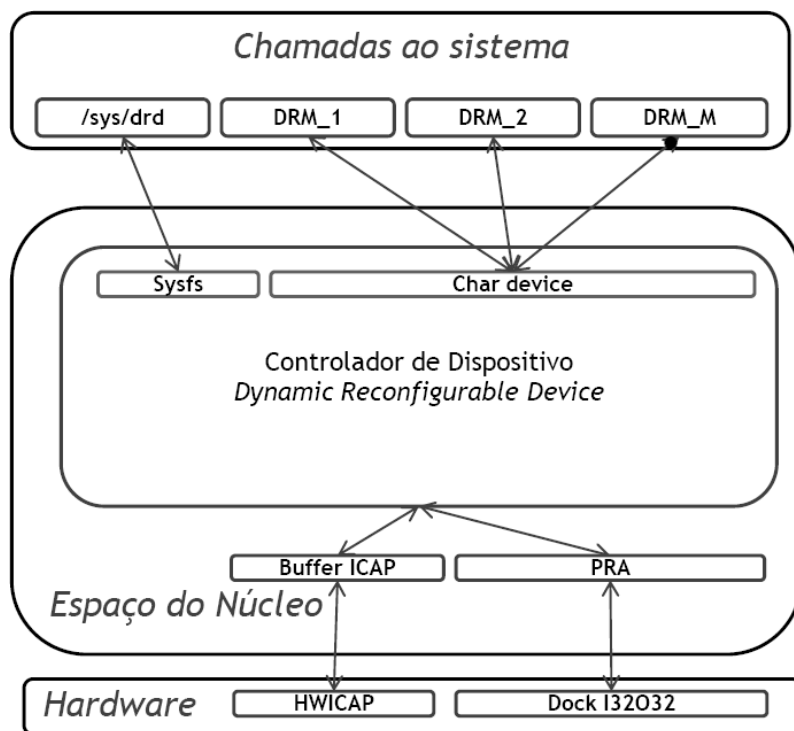 Chamadas ao sistema
/sys/drd DRM_1 DRM_2 DRM_M
Sysfs Char device
Controlador de Dispositivo
Dynamic Reconfigurable Device
Buffer ICAP PRA
Espaço do Núcleo
Hardware HWICAP Dock I32O32